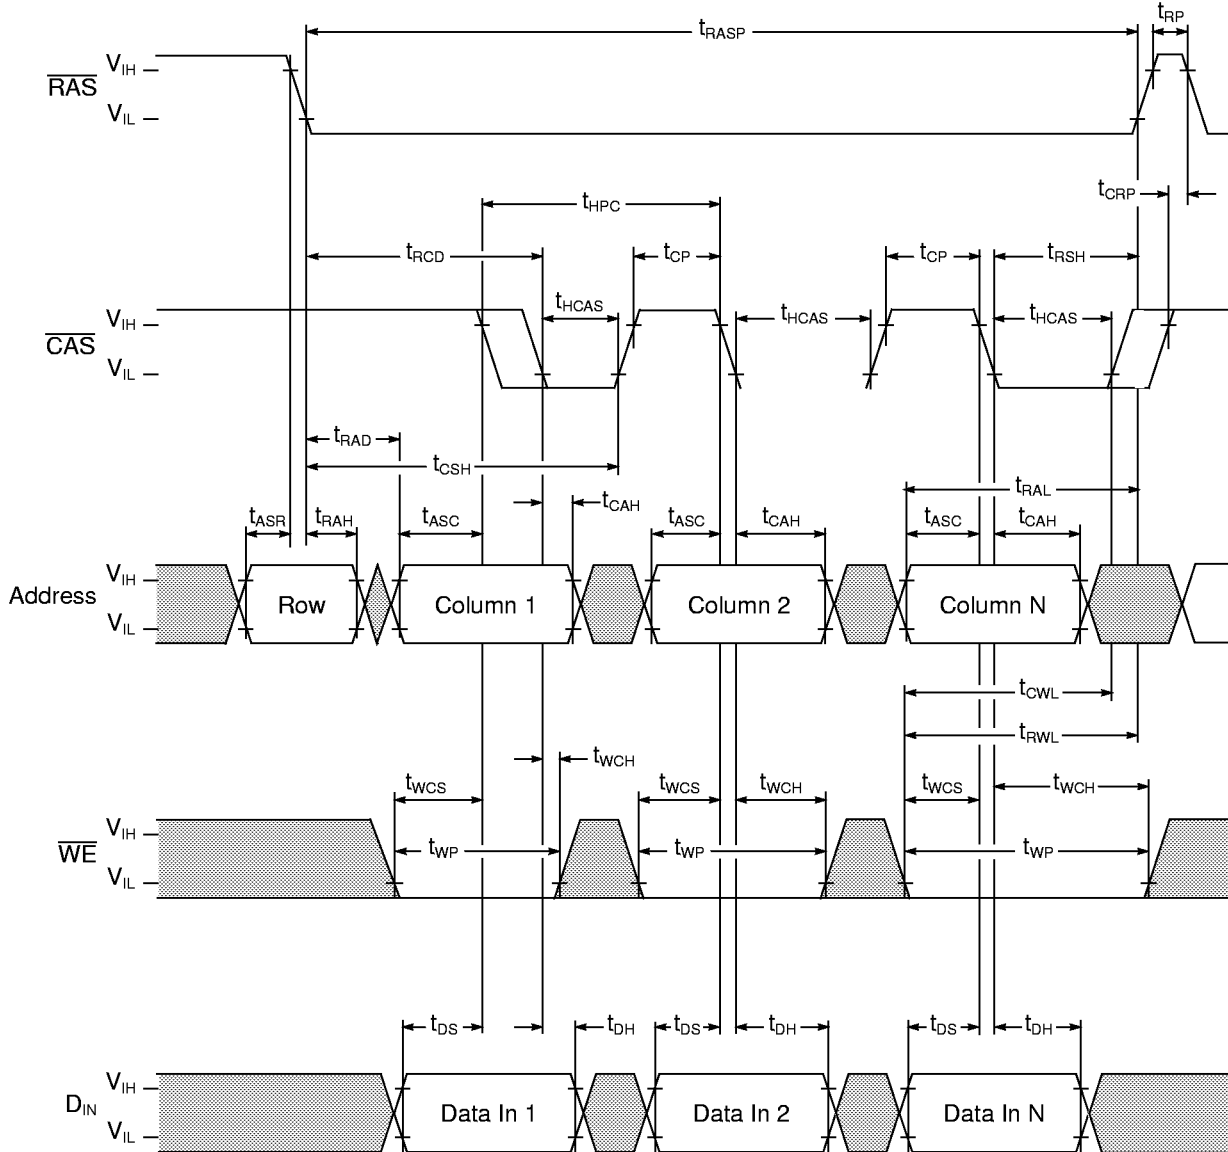 tRP
tRASP
VIH
RAS
VIL
tCRP
tHPC
tRCD tCP tCP tRSH
tHCAS tHCAS tHCAS
VIH
CAS
VIL
tRAD
tCSH
tRAL
tCAH
tASR tRAH tASC tASC tCAH tASC tCAH
VIH
Address Row Column 1 Column 2 Column N
VIL
tCWL
tRWL
tWCH
tWCS tWCS tWCH tWCS tWCH
VIH
WE tWP tWP tWP
VIL
tDS tDH tDS tDH tDS tDH
VIH
DIN Data In 1 Data In 2 Data In N
VIL